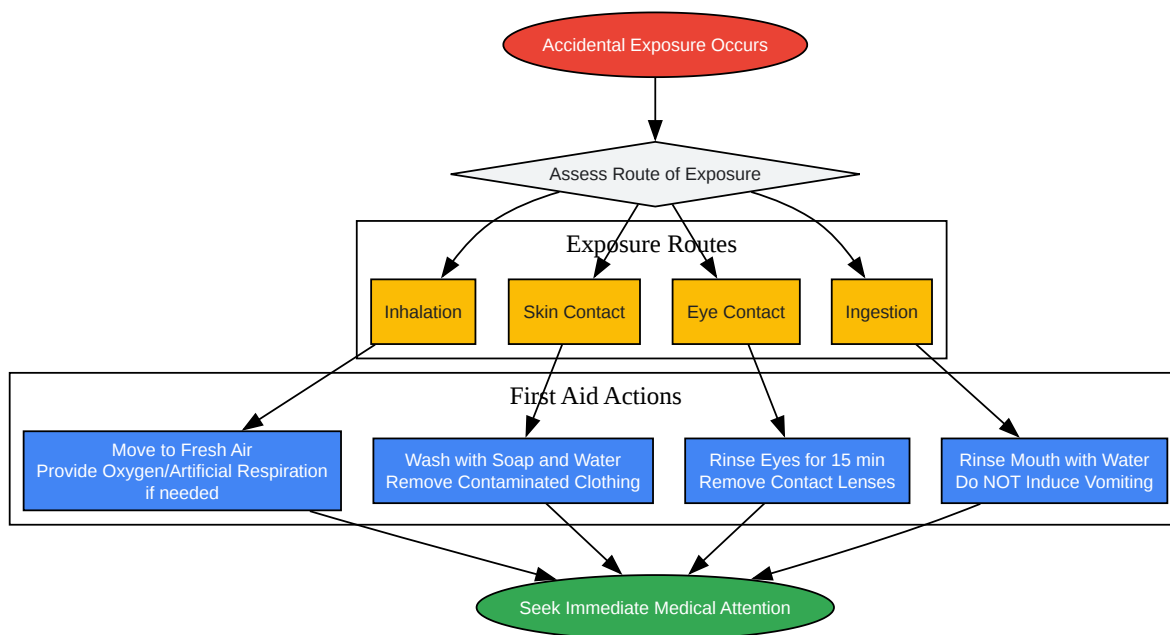 Accidental Exposure Occurs
Assess Route of Exposure
Exposure Routes
Inhalation
Skin Contact
Eye Contact
Ingestion
First Aid Actions
Move to Fresh Air
Provide Oxygen/Artificial Respiration
if needed
Wash with Soap and Water
Remove Contaminated Clothing
Rinse Eyes for 15 min
Remove Contact Lenses
Rinse Mouth with Water
Do NOT Induce Vomiting
Seek Immediate Medical Attention